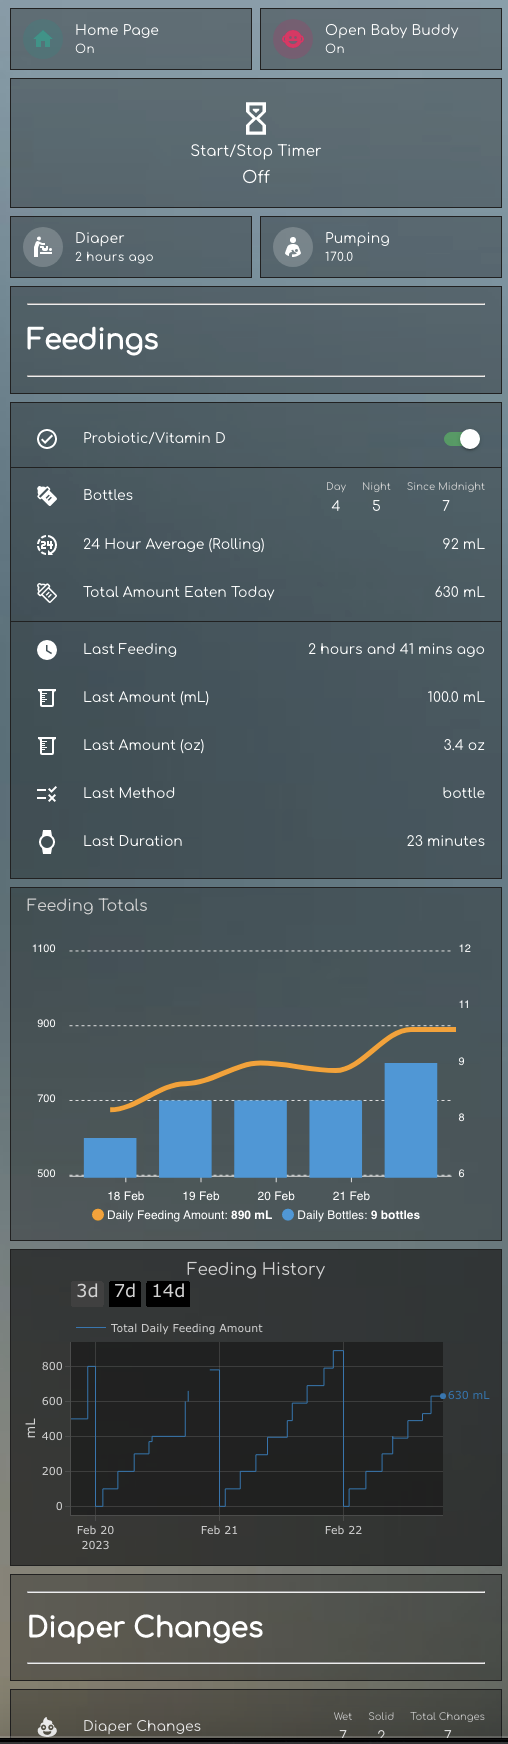 Home Page
On
Open Baby Buddy
On
Start/Stop Timer
Off
Diaper
2 hours ago
Pumping
170.0
Feedings
Probiotic/Vitamin D
Day Night Since Midnight
Bottles 4 5 7
24 Hour Average (Rolling) 92 mL
Total Amount Eaten Today 630 mL
Last Feeding 2 hours and 41 mins ago
Last Amount (mL) 100.0 mL
Last Amount (oz) 3.4 oz
Last Method bottle
Last Duration 23 minutes
Feeding Totals
1100 12
11
900
9
700
8
500 6
18 Feb 19 Feb 20 Feb 21 Feb
Daily Feeding Amount: 890 mL Daily Bottles: 9 bottles
Feeding History
3d 7d 14d
Total Daily Feeding Amount
800
630 mL
600
mL
400
200
0
Feb 20 Feb 21 Feb 22
2023
Diaper Changes
Wet Solid Total Changes
Diaper Changes 7 2 7